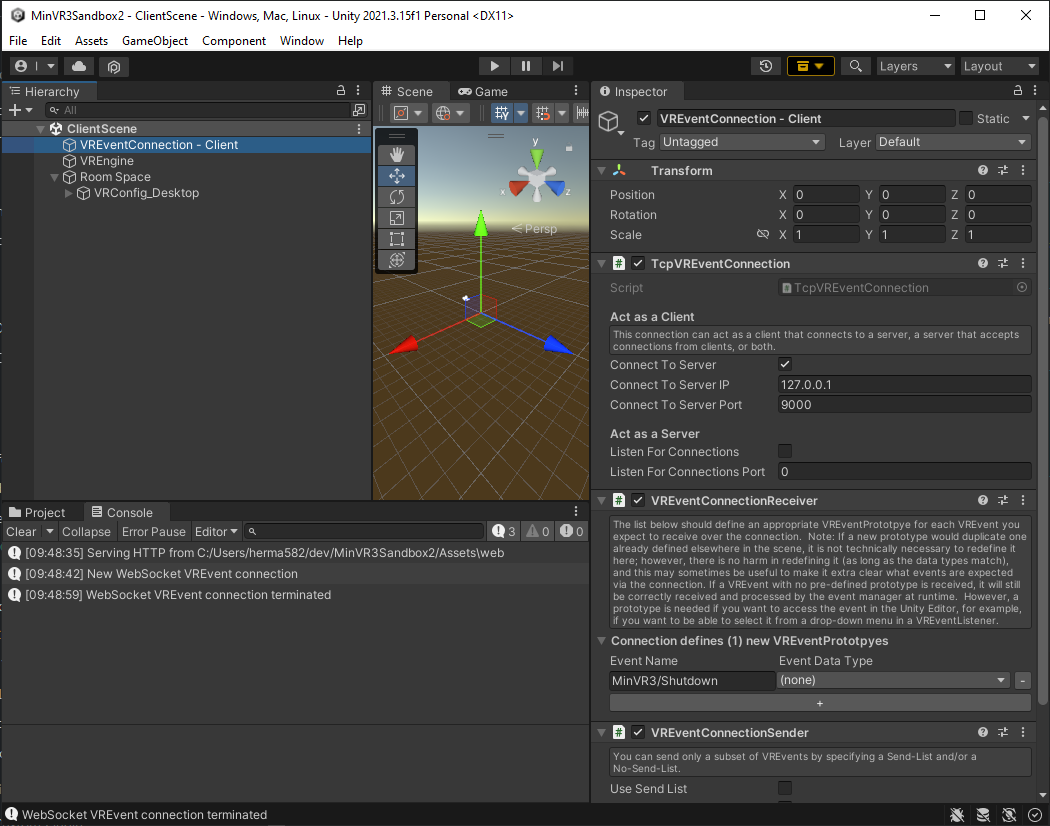 MinVR3Sandbox2 - ClientScene - Windows, Mac, Linux - Unity 2021.3.15f1 Personal <DX11>
File Edit Assets GameObject Component Window Help
Layers Layout
Hierarchy
All
ClientScene
VREventConnection - Client
VREngine
Room Space
VRConfig_Desktop
Scene Game
y
x z
Persp
Inspector
VREventConnection - Client Static
Tag Untagged Layer Default
Transform
Position X 0 Y 0 Z 0
Rotation X 0 Y 0 Z 0
Scale X 1 Y 1 Z 1
TcpVREventConnection
Script TcpVREventConnection
Act as a Client
This connection can act as a client that connects to a server, a server that accepts
connections from clients, or both.
Connect To Server
Connect To Server IP 127.0.0.1
Connect To Server Port 9000
Act as a Server
Listen For Connections
Listen For Connections Port 0
VREventConnectionReceiver
The list below should define an appropriate VREventPrototpye for each VREvent you
expect to receive over the connection. Note: If a new prototype would duplicate one
already defined elsewhere in the scene, it is not technically necessary to redefine it
here; however, there is no harm in redefining it (as long as the data types match),
and this may sometimes be useful to make it extra clear what events are expected
via the connection. If a VREvent with no pre-defined prototype is received, it will still
be correctly received and processed by the event manager at runtime. However, a
prototype is needed if you want to access the event in the Unity Editor, for example,
if you want to be able to select it from a drop-down menu in a VREventListener.
Connection defines (1) new VREventPrototpyes
Event Name Event Data Type
MinVR3/Shutdown (none) -
+
VREventConnectionSender
You can send only a subset of VREvents by specifying a Send-List and/or a
No-Send-List.
Use Send List
Project Console
Clear Collapse Error Pause Editor 3 0 0
[09:48:35] Serving HTTP from C:/Users/herma582/dev/MinVR3Sandbox2/Assets\web
[09:48:42] New WebSocket VREvent connection
[09:48:59] WebSocket VREvent connection terminated
WebSocket VREvent connection terminated